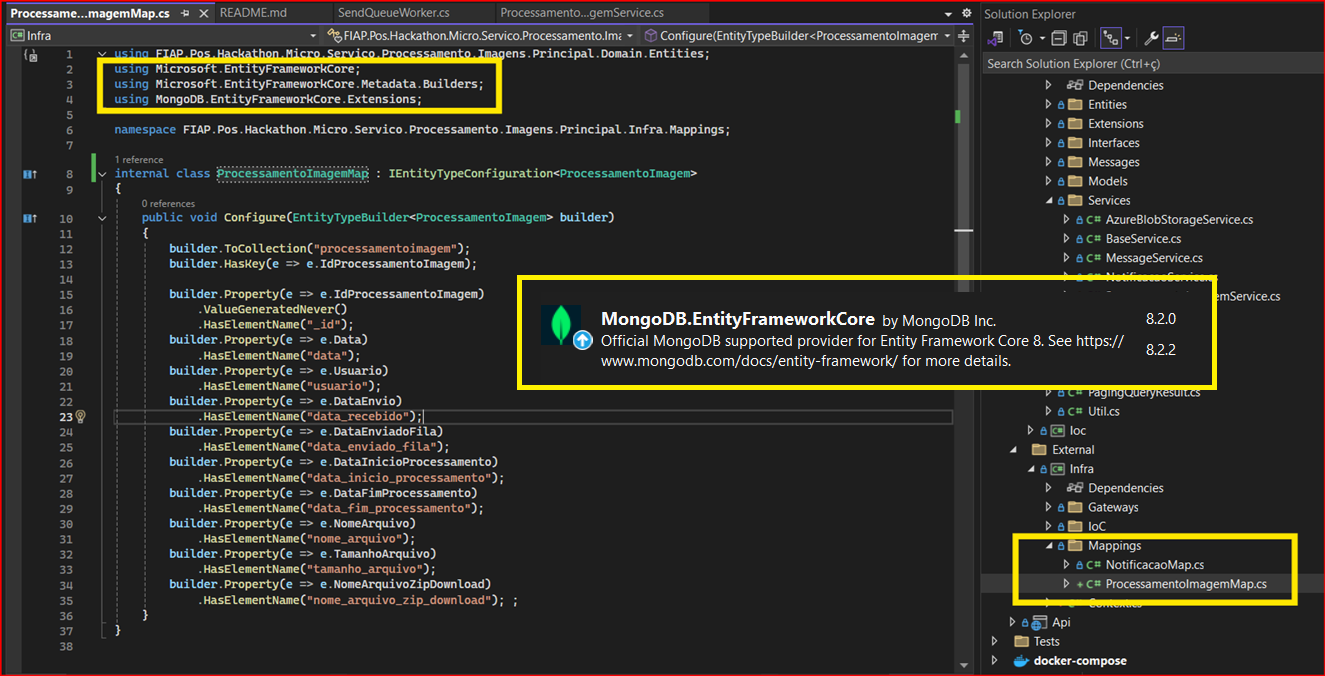 Processame...magemMap.cs
README.md
SendQueueWorker.cs
Processamento...gemService.cs
Infra
FIAP.Pos.Hackathon.Micro.Servico.Processamento.Ima
Configure(EntityTypeBuilder<ProcessamentoImagem
1 using FIAP.Pos.Hackathon.Micro.Servico.Processamento.Imagens.Principal.Domain.Entities;
2 using Microsoft.EntityFrameworkCore;
3 using Microsoft.EntityFrameworkCore.Metadata.Builders;
4 using MongoDB.EntityFrameworkCore.Extensions;
5
6 namespace FIAP.Pos.Hackathon.Micro.Servico.Processamento.Imagens.Principal.Infra.Mappings;
7
1 reference
8 internal class ProcessamentoImagemMap : IEntityTypeConfiguration<ProcessamentoImagem>
9 {
0 references
10 public void Configure(EntityTypeBuilder<ProcessamentoImagem> builder)
11 {
12 builder.ToCollection("processamentoimagem");
13 builder.HasKey(e => e.IdProcessamentoImagem);
14
15 builder.Property(e => e.IdProcessamentoImagem)
16 .ValueGeneratedNever()
17 .HasElementName("_id");
18 builder.Property(e => e.Data)
19 .HasElementName("data");
20 builder.Property(e => e.Usuario)
21 .HasElementName("usuario");
22 builder.Property(e => e.DataEnvio)
23 .HasElementName("data_recebido");
24 builder.Property(e => e.DataEnviadoFila)
25 .HasElementName("data_enviado_fila");
26 builder.Property(e => e.DataInicioProcessamento)
27 .HasElementName("data_inicio_processamento");
28 builder.Property(e => e.DataFimProcessamento)
29 .HasElementName("data_fim_processamento");
30 builder.Property(e => e.NomeArquivo)
31 .HasElementName("nome_arquivo");
32 builder.Property(e => e.TamanhoArquivo)
33 .HasElementName("tamanho_arquivo");
34 builder.Property(e => e.NomeArquivoZipDownload)
35 .HasElementName("nome_arquivo_zip_download"); ;
36 }
37 }
38
MongoDB.EntityFrameworkCore by MongoDB Inc.
8.2.0
Official MongoDB supported provider for Entity Framework Core 8. See https://
www.mongodb.com/docs/entity-framework/ for more details.
8.2.2
Solution Explorer
Search Solution Explorer (Ctrl+ç)
Dependencies
Entities
Extensions
Interfaces
Messages
Models
Services
C# AzureBlobStorageService.cs
C# BaseService.cs
C# MessageService.cs
NotificacaoService.cs
emService.cs
PagingQueryResult.cs
C# Util.cs
Ioc
External
Infra
Dependencies
Gateways
IoC
Mappings
C# NotificacaoMap.cs
C# ProcessamentoImagemMap.cs
Api
Tests
docker-compose